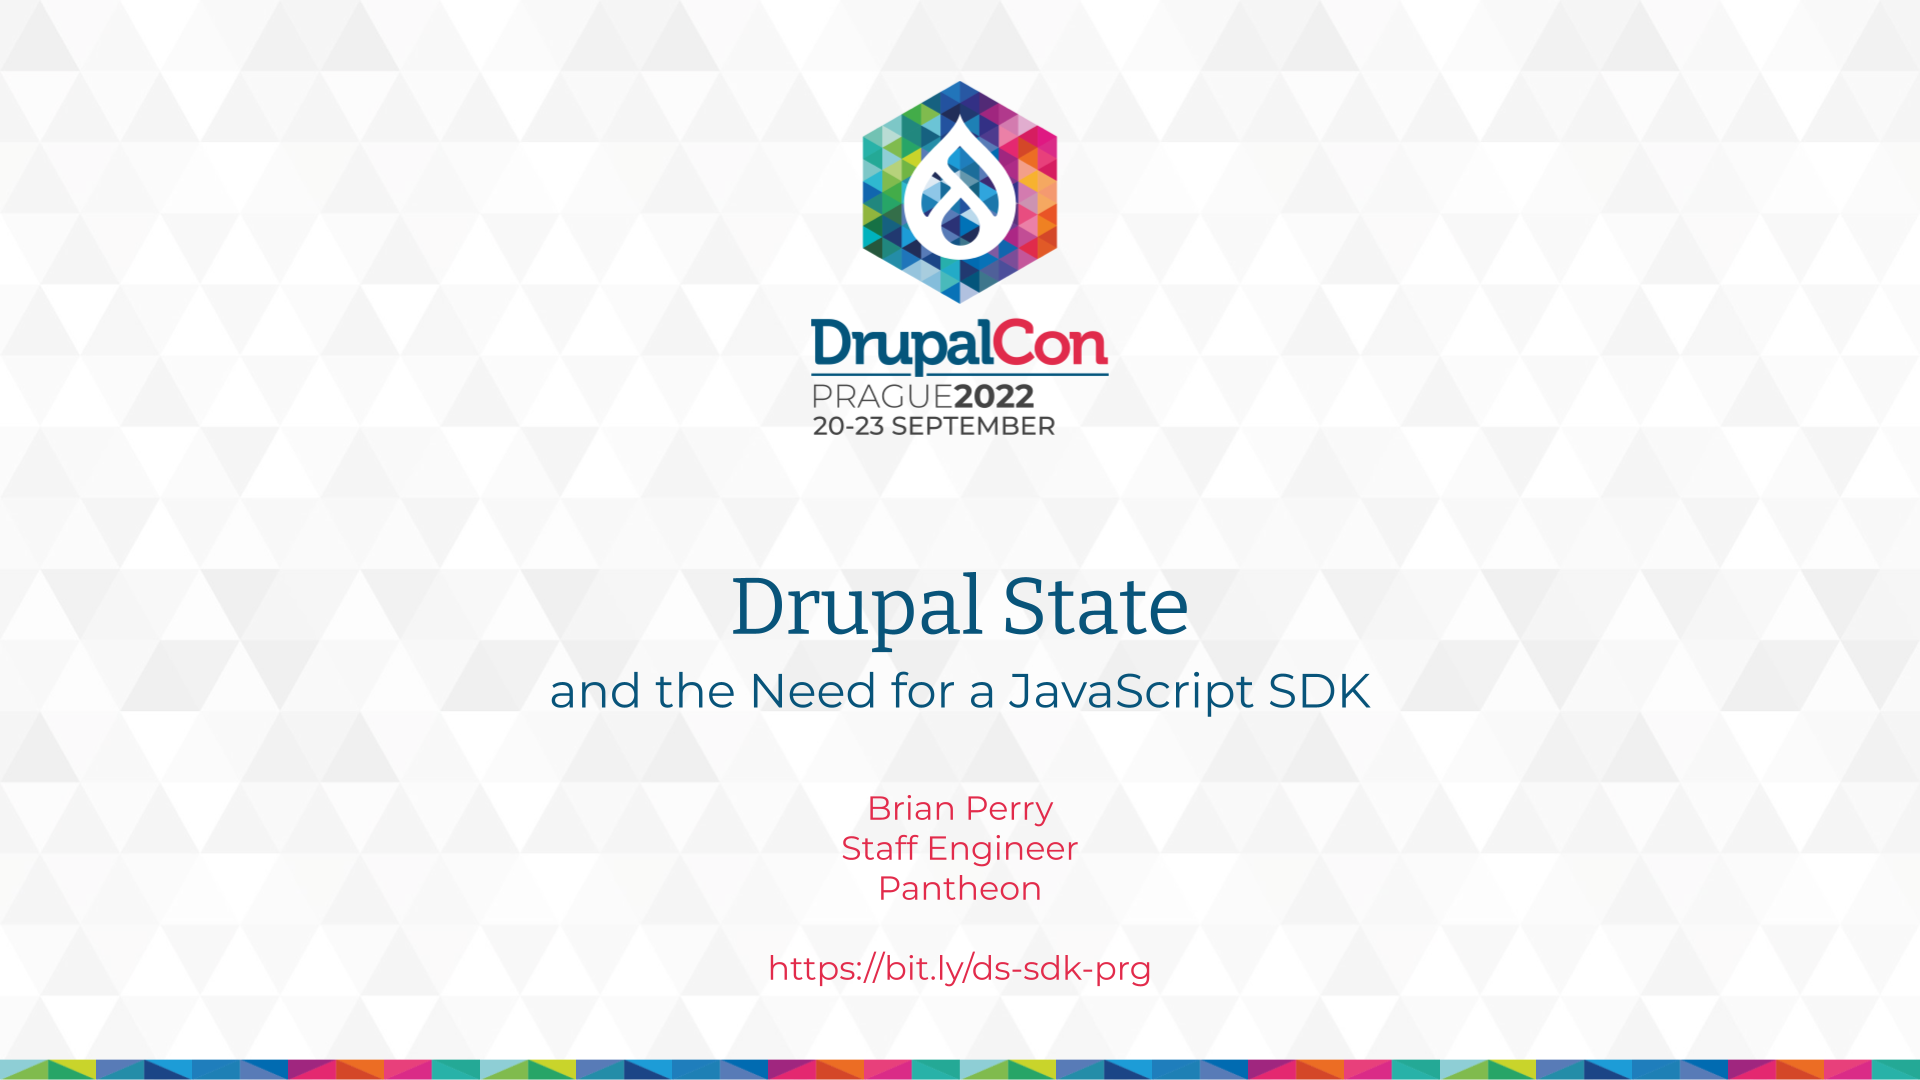 DrupalCon
PRAGUE2022
20-23 SEPTEMBER
Drupal State
and the Need for a JavaScript SDK
Brian Perry
Staff Engineer
Pantheon
https://bit.ly/ds-sdk-prg